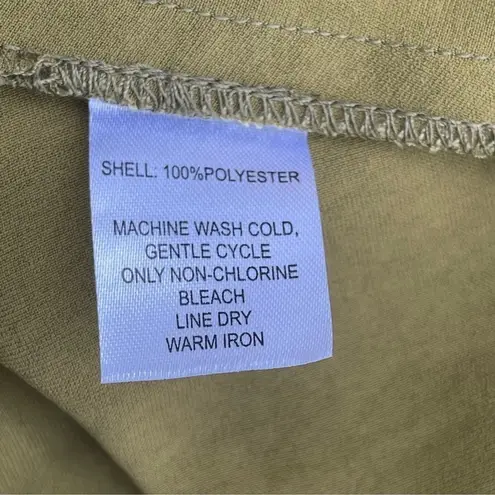 SHELL: 100%POLYESTER
MACHINE WASH COLD,
GENTLE CYCLE
ONLY NON-CHLORINE
BLEACH
LINE DRY
WARM IRON